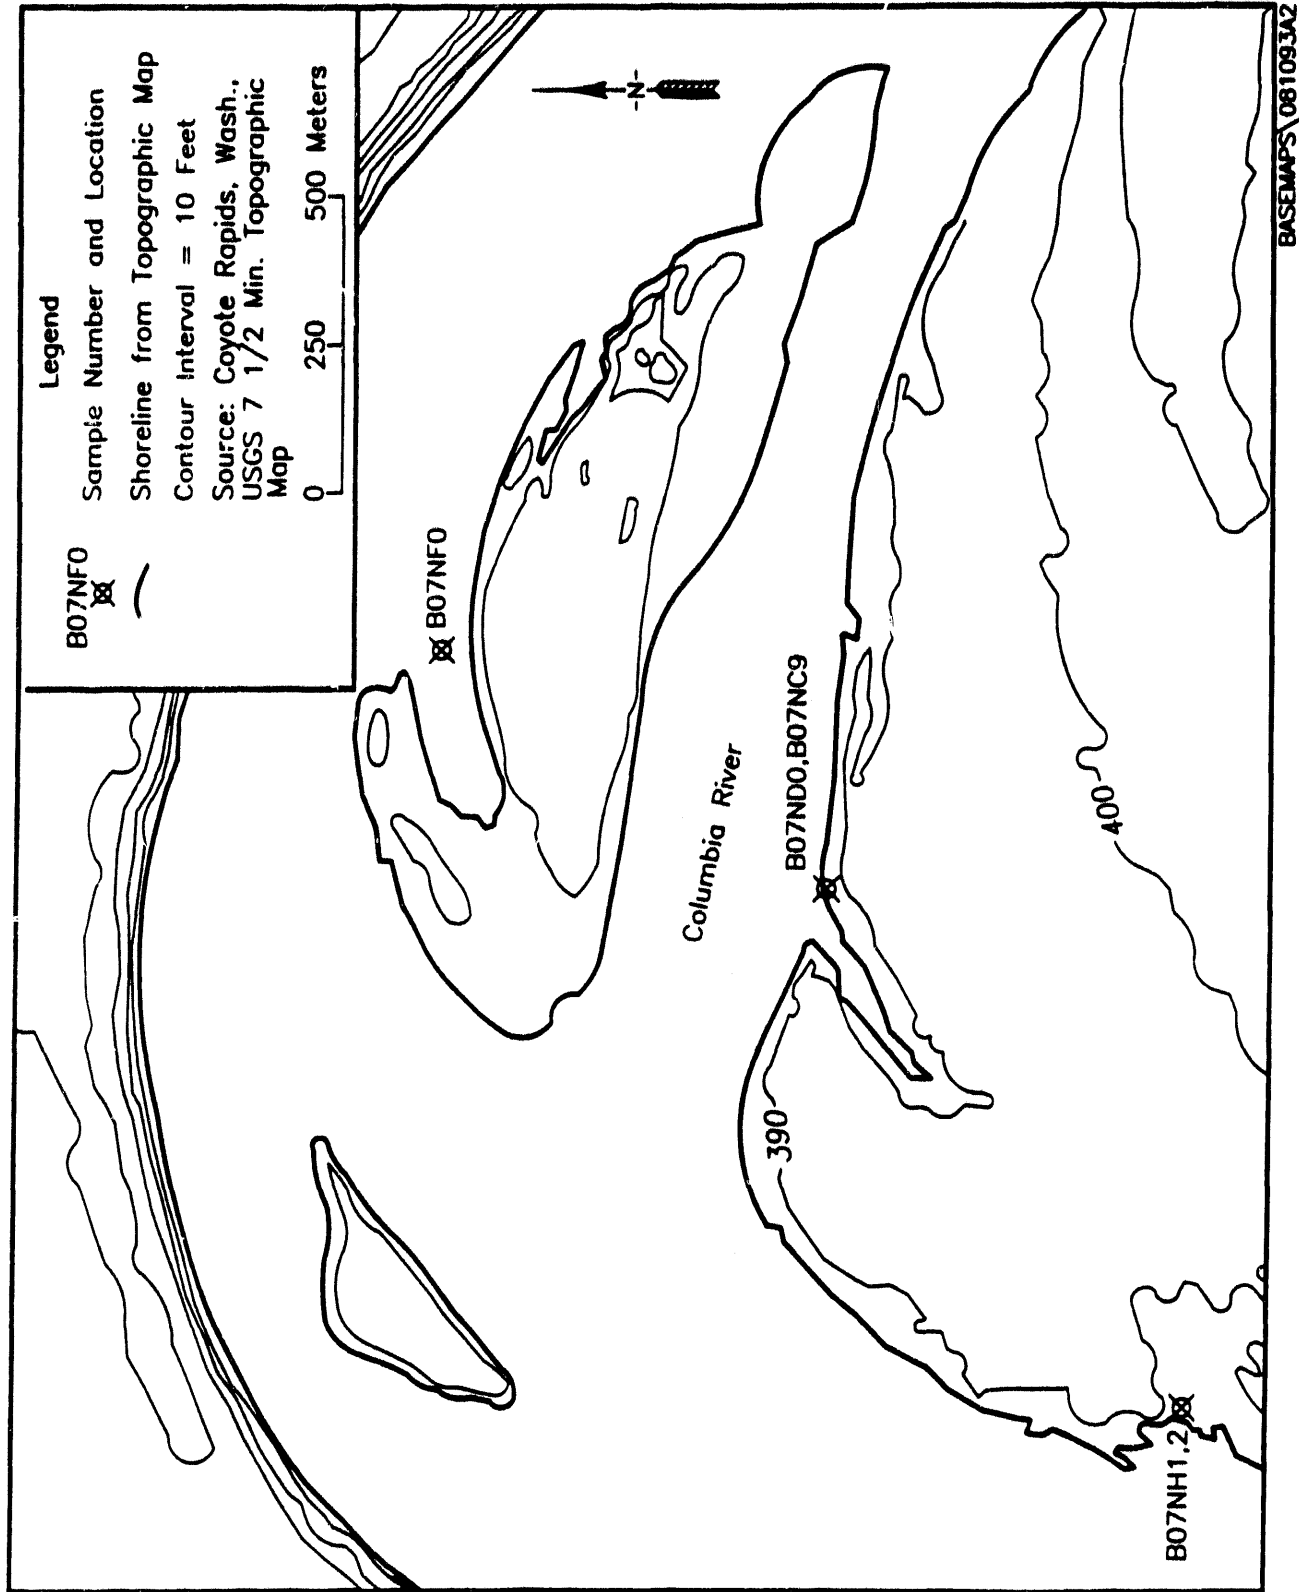 Legend
B07NF0
Sample Number and Location
Shoreline from Topographic Map
Contour Interval = 10 Feet
Source: Coyote Rapids, Wash.,
USGS 7 1/2 Min. Topographic
Map
0 250 500 Meters
-N-
B07NF0
Columbia River
B07ND0,B07NC9
400
390
B07NH1,2
BASEMAPS\081093A2